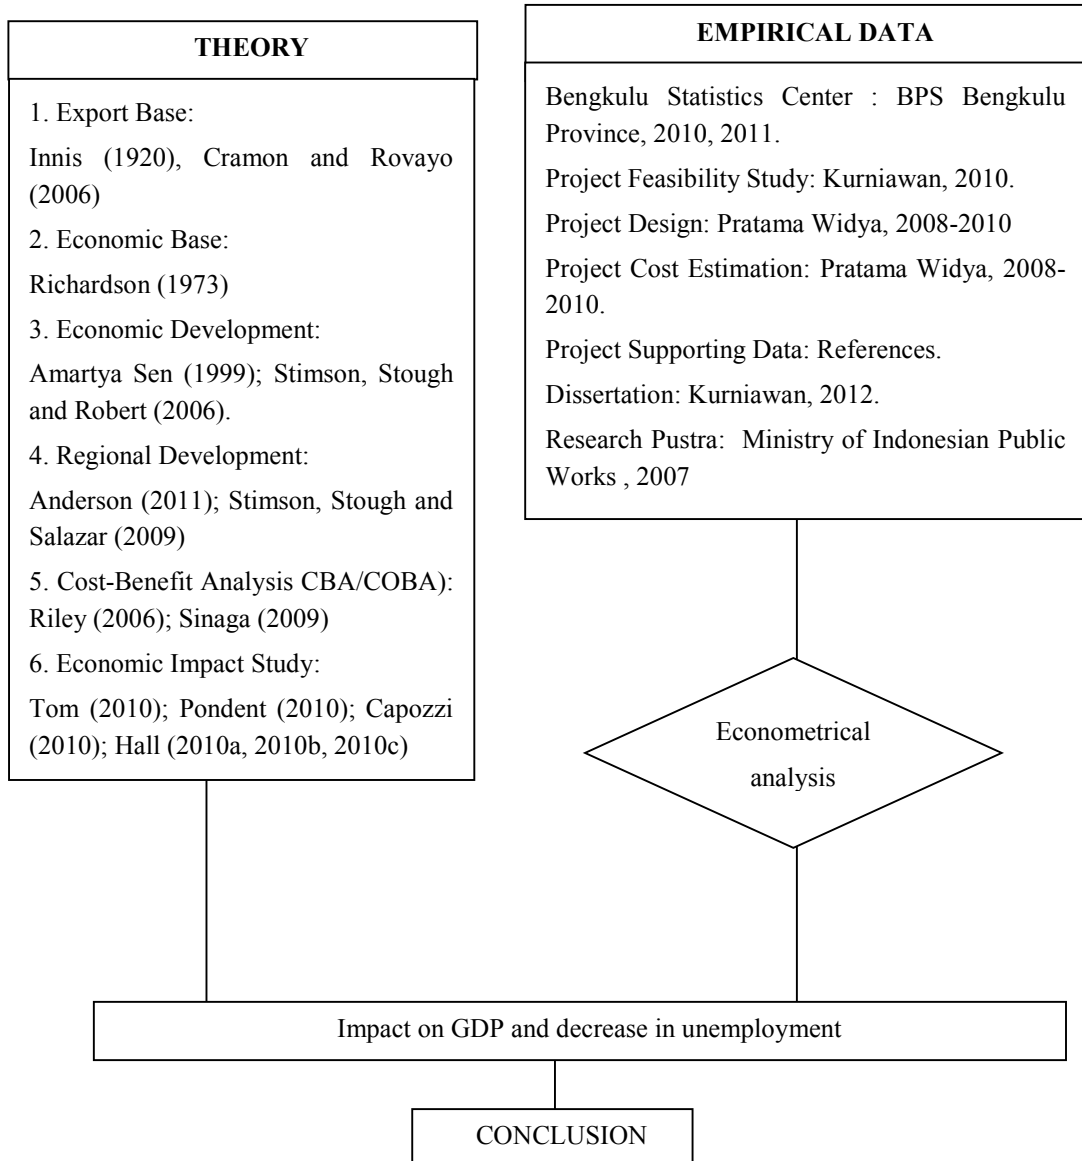 THEORY
1. Export Base:
Innis (1920), Cramon and Rovayo
(2006)
2. Economic Base:
Richardson (1973)
3. Economic Development:
Amartya Sen (1999); Stimson, Stough
and Robert (2006).
4. Regional Development:
Anderson (2011); Stimson, Stough and
Salazar (2009)
5. Cost-Benefit Analysis CBA/COBA):
Riley (2006); Sinaga (2009)
6. Economic Impact Study:
Tom (2010); Pondent (2010); Capozzi
(2010); Hall (2010a, 2010b, 2010c)
EMPIRICAL DATA
Bengkulu Statistics Center : BPS Bengkulu
Province, 2010, 2011.
Project Feasibility Study: Kurniawan, 2010.
Project Design: Pratama Widya, 2008-2010
Project Cost Estimation: Pratama Widya, 2008-
2010.
Project Supporting Data: References.
Dissertation: Kurniawan, 2012.
Research Pustra: Ministry of Indonesian Public
Works , 2007
Econometrical
analysis
Impact on GDP and decrease in unemployment
CONCLUSION